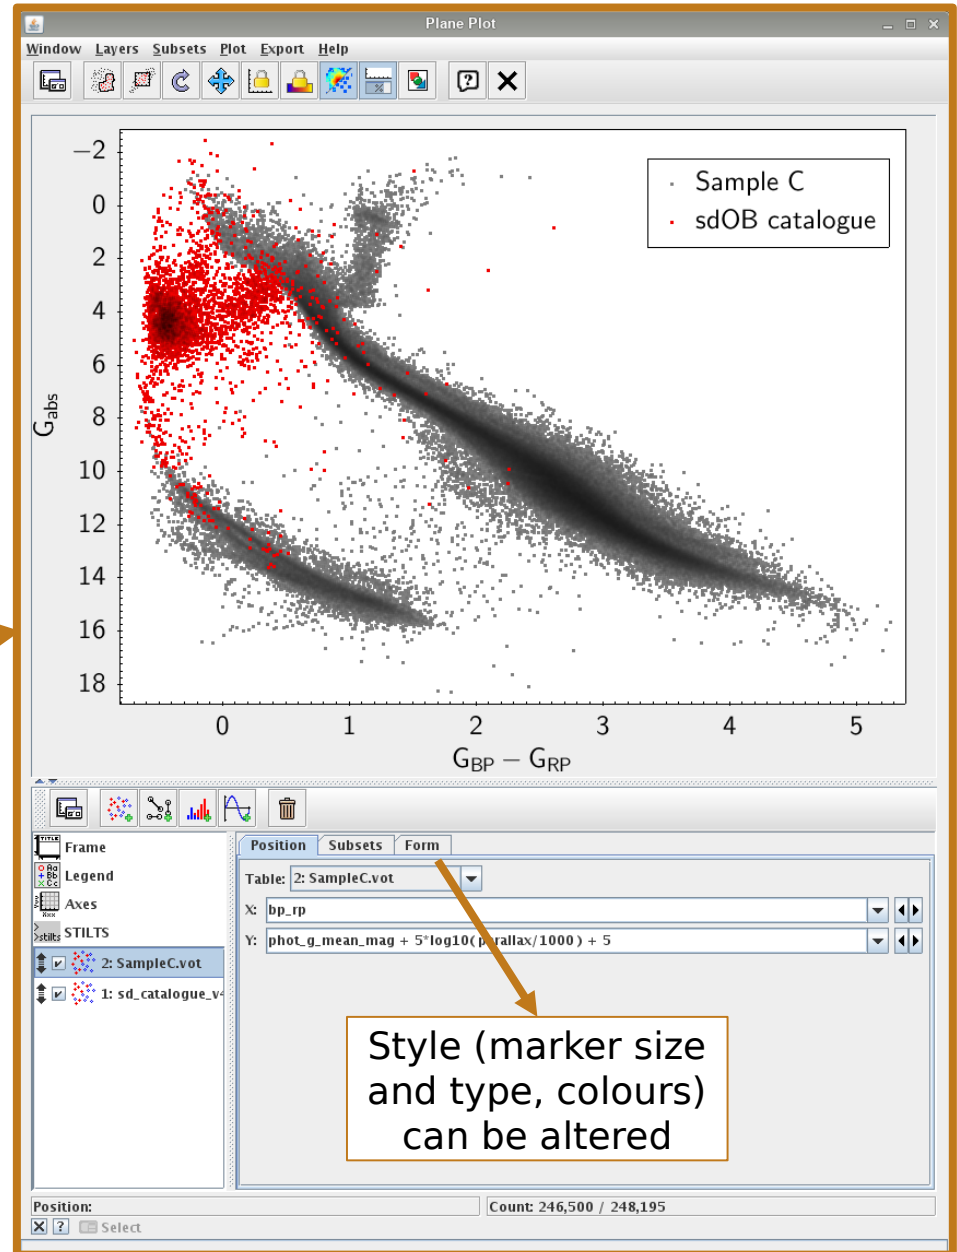 Plane Plot
Window Layers Subsets Plot Export Help
−2
0
2
4
6
8
10
12
14
16
18
G_abs
Sample C
sdOB catalogue
0 1 2 3 4 5
G_BP − G_RP
Frame
Legend
Axes
STILTS
2: SampleC.vot
1: sd_catalogue_v
Position Subsets Form
Table: 2: SampleC.vot
X: bp_rp
Y: phot_g_mean_mag + 5*log10(parallax/1000) + 5
Style (marker size
and type, colours)
can be altered
Position:
Count: 246,500 / 248,195
Select